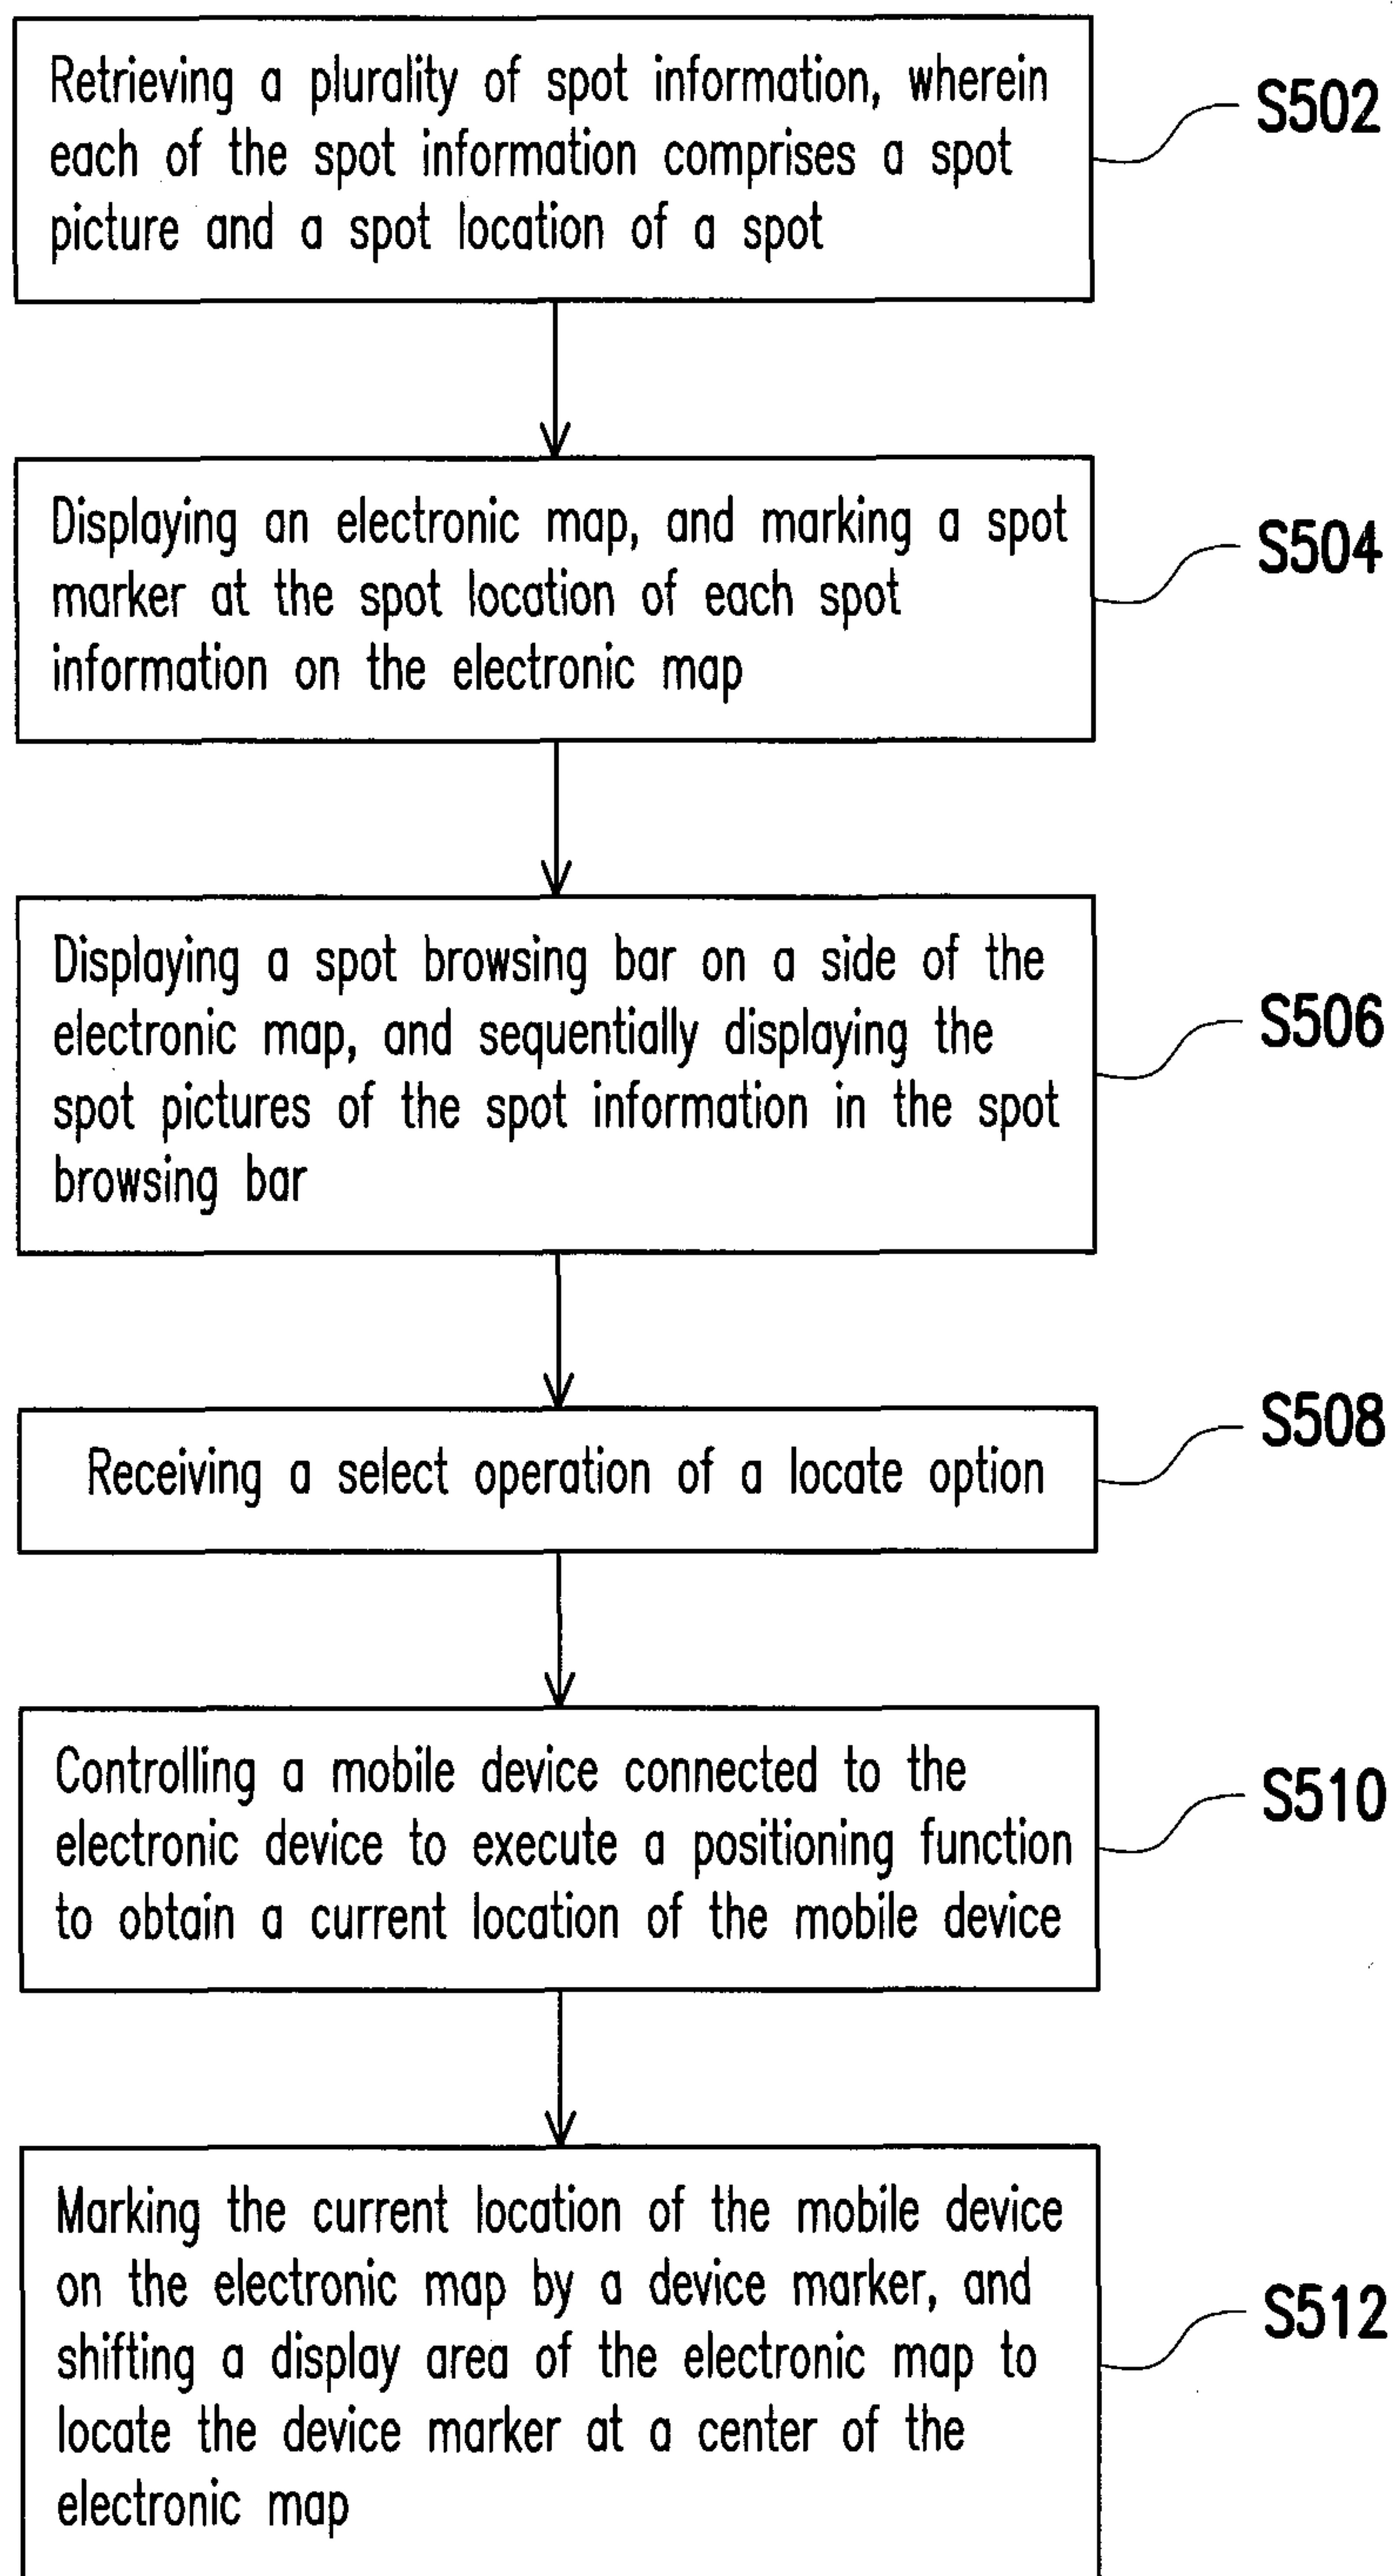 Retrieving a plurality of spot information, wherein
each of the spot information comprises a spot
picture and a spot location of a spot
S502
Displaying an electronic map, and marking a spot
marker at the spot location of each spot
information on the electronic map
S504
Displaying a spot browsing bar on a side of the
electronic map, and sequentially displaying the
spot pictures of the spot information in the spot
browsing bar
S506
Receiving a select operation of a locate option
S508
Controlling a mobile device connected to the
electronic device to execute a positioning function
to obtain a current location of the mobile device
S510
Marking the current location of the mobile device
on the electronic map by a device marker, and
shifting a display area of the electronic map to
locate the device marker at a center of the
electronic map
S512